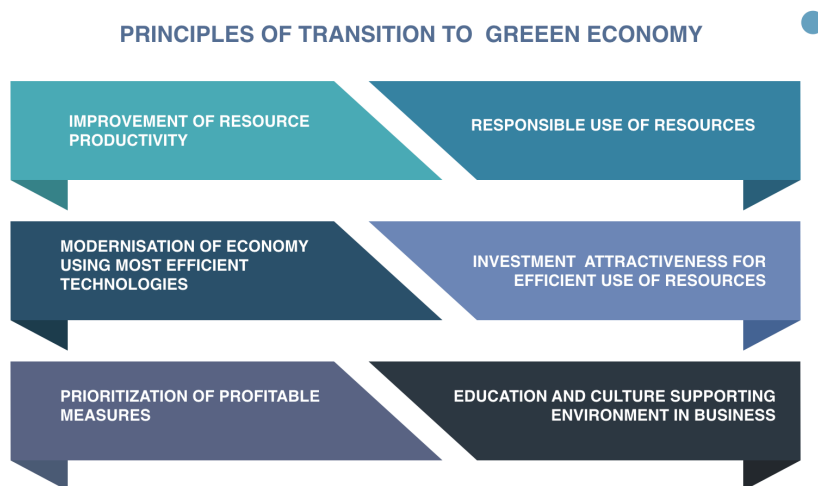 PRINCIPLES OF TRANSITION TO  GREEEN ECONOMY
IMPROVEMENT OF RESOURCE
PRODUCTIVITY
RESPONSIBLE USE OF RESOURCES
MODERNISATION OF ECONOMY
USING MOST EFFICIENT
TECHNOLOGIES
INVESTMENT  ATTRACTIVENESS FOR
EFFICIENT USE OF RESOURCES
PRIORITIZATION OF PROFITABLE
MEASURES
EDUCATION AND CULTURE SUPPORTING
ENVIRONMENT IN BUSINESS